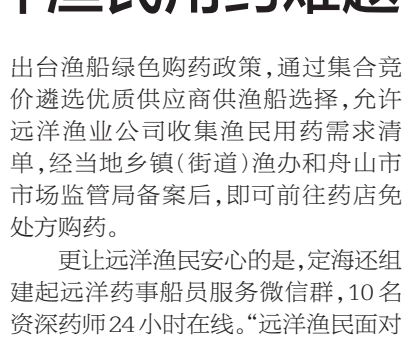 渔民用药难题
出台渔船绿色购药政策，通过集合竞
价遴选优质供应商供渔船选择，允许
远洋渔业公司收集渔民用药需求清
单，经当地乡镇（街道）渔办和舟山市
市场监管局备案后，即可前往药店免
处方购药。
更让远洋渔民安心的是，定海还组
建起远洋药事船员服务微信群，10名
资深药师24小时在线。“远洋渔民面对